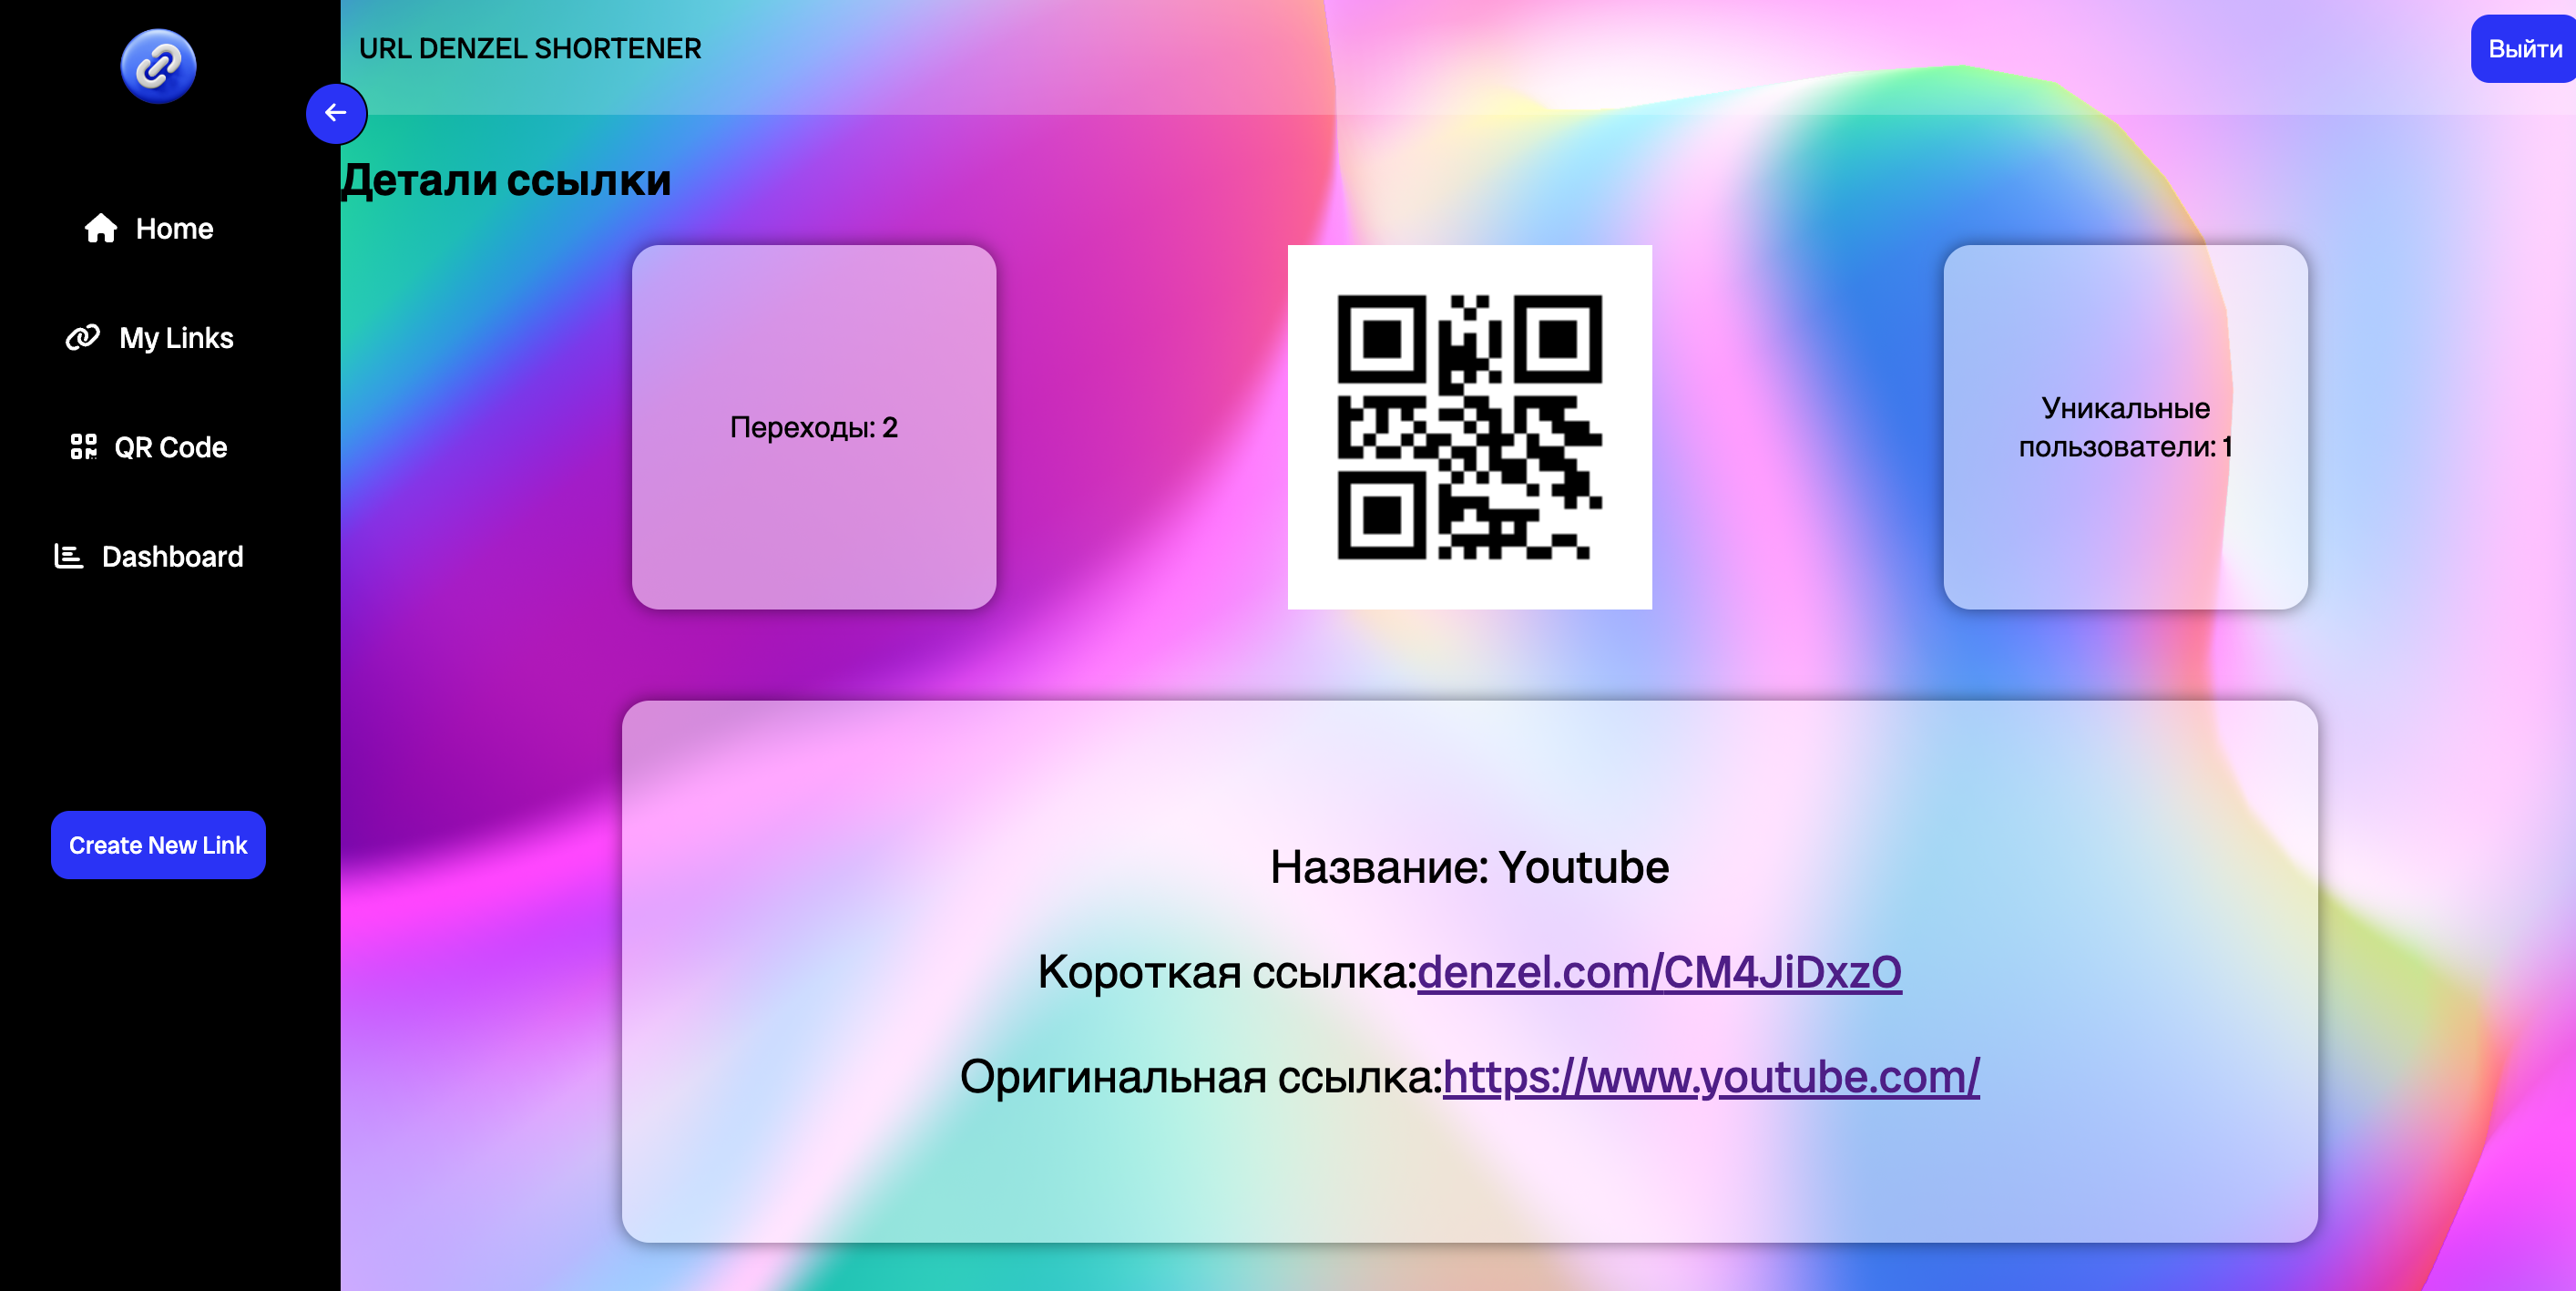 URL DENZEL SHORTENER
Выйти
Home
My Links
QR Code
Dashboard
Create New Link
Детали ссылки
Переходы: 2
Уникальные
пользователи: 1
Название: Youtube
Короткая ссылка:denzel.com/CM4JiDxzO
Оригинальная ссылка:https://www.youtube.com/